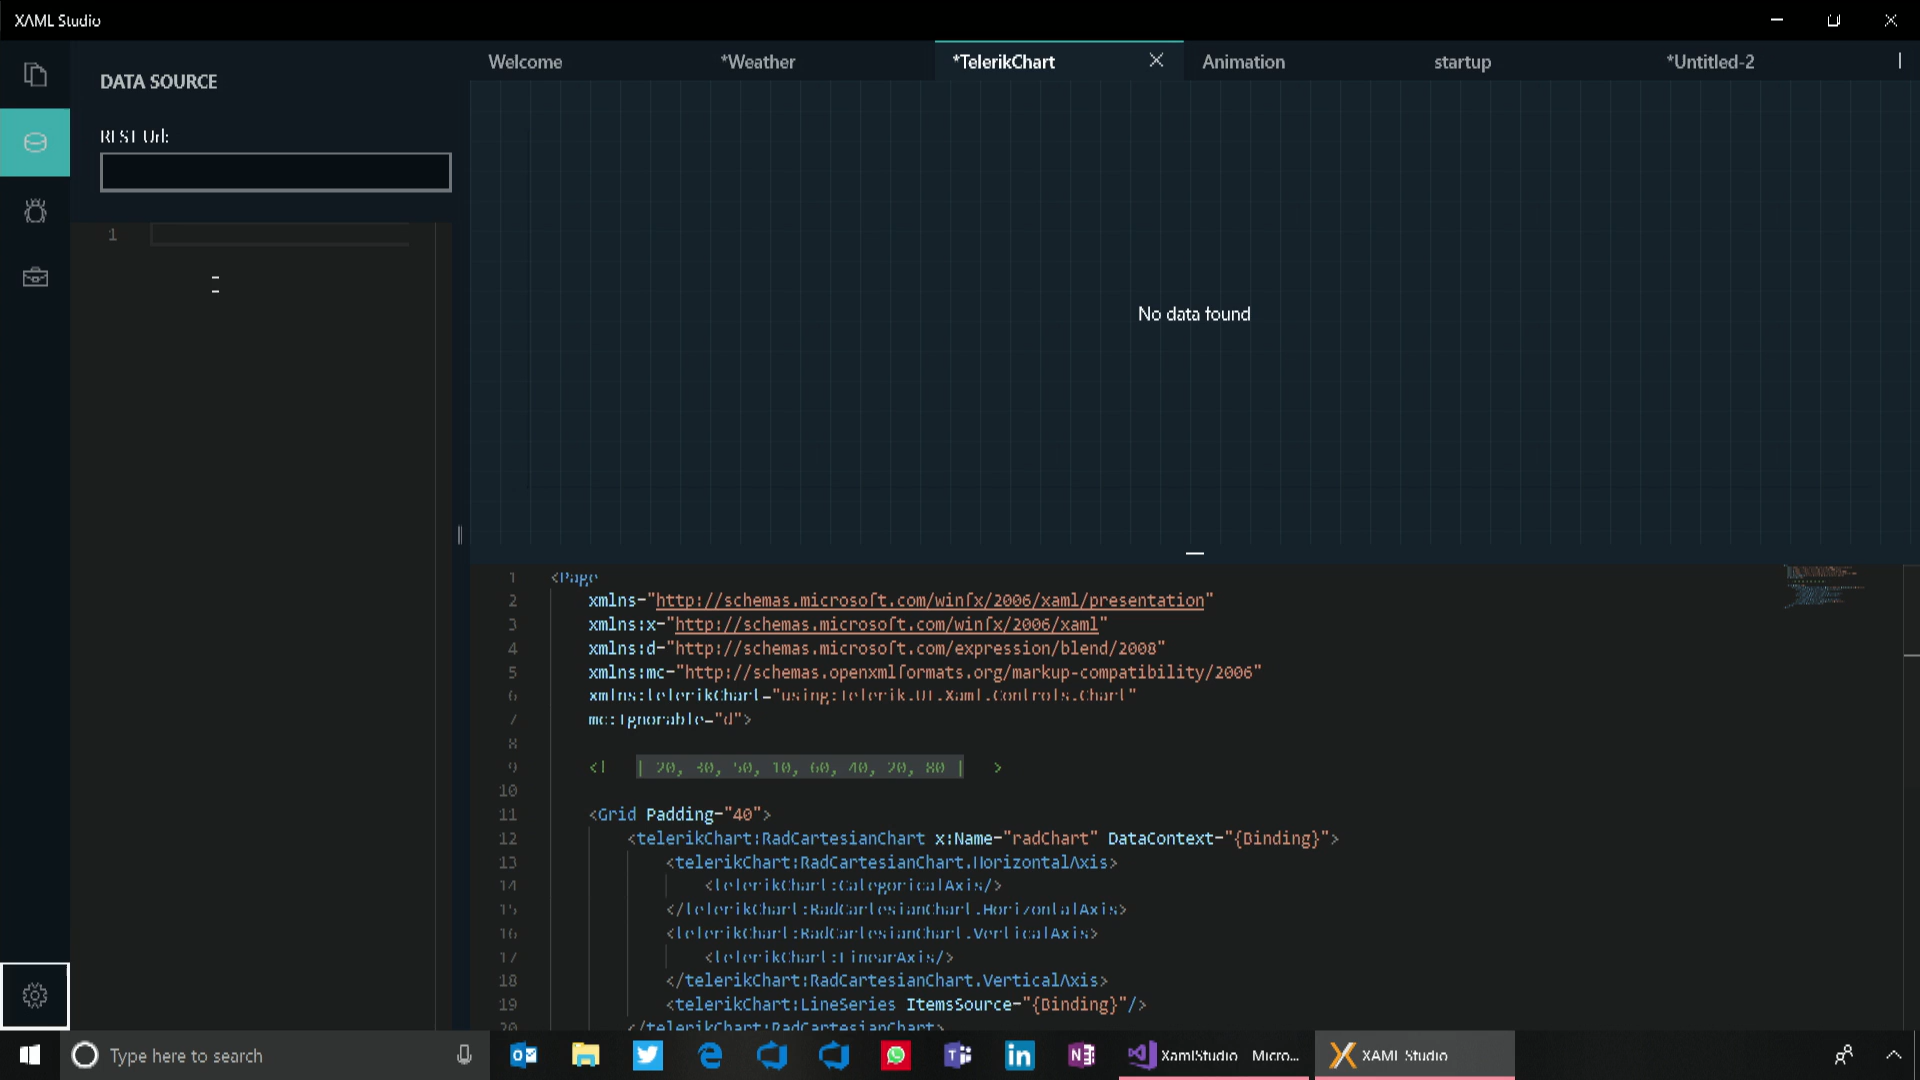 XAML Studio
DATA SOURCE
REST Url:
1
Welcome
*Weather
*TelerikChart
Animation
startup
*Untitled-2
No data found
1 <Page
2 xmlns="http://schemas.microsoft.com/winfx/2006/xaml/presentation"
3 xmlns:x="http://schemas.microsoft.com/winfx/2006/xaml"
4 xmlns:d="http://schemas.microsoft.com/expression/blend/2008"
5 xmlns:mc="http://schemas.openxmlformats.org/markup-compatibility/2006"
6 xmlns:telerikChart="using:Telerik.UI.Xaml.Controls.Chart"
7 mc:Ignorable="d">
8
9 <!-- [ 20, 30, 50, 10, 60, 40, 20, 80 ] -->
10
11 <Grid Padding="40">
12 <telerikChart:RadCartesianChart x:Name="radChart" DataContext="{Binding}">
13 <telerikChart:RadCartesianChart.HorizontalAxis>
14 <telerikChart:CategoricalAxis/>
15 </telerikChart:RadCartesianChart.HorizontalAxis>
16 <telerikChart:RadCartesianChart.VerticalAxis>
17 <telerikChart:LinearAxis/>
18 </telerikChart:RadCartesianChart.VerticalAxis>
19 <telerikChart:LineSeries ItemsSource="{Binding}"/>
20 </telerikChart:RadCartesianChart>
Type here to search
XamlStudio - Micro...
XAML Studio